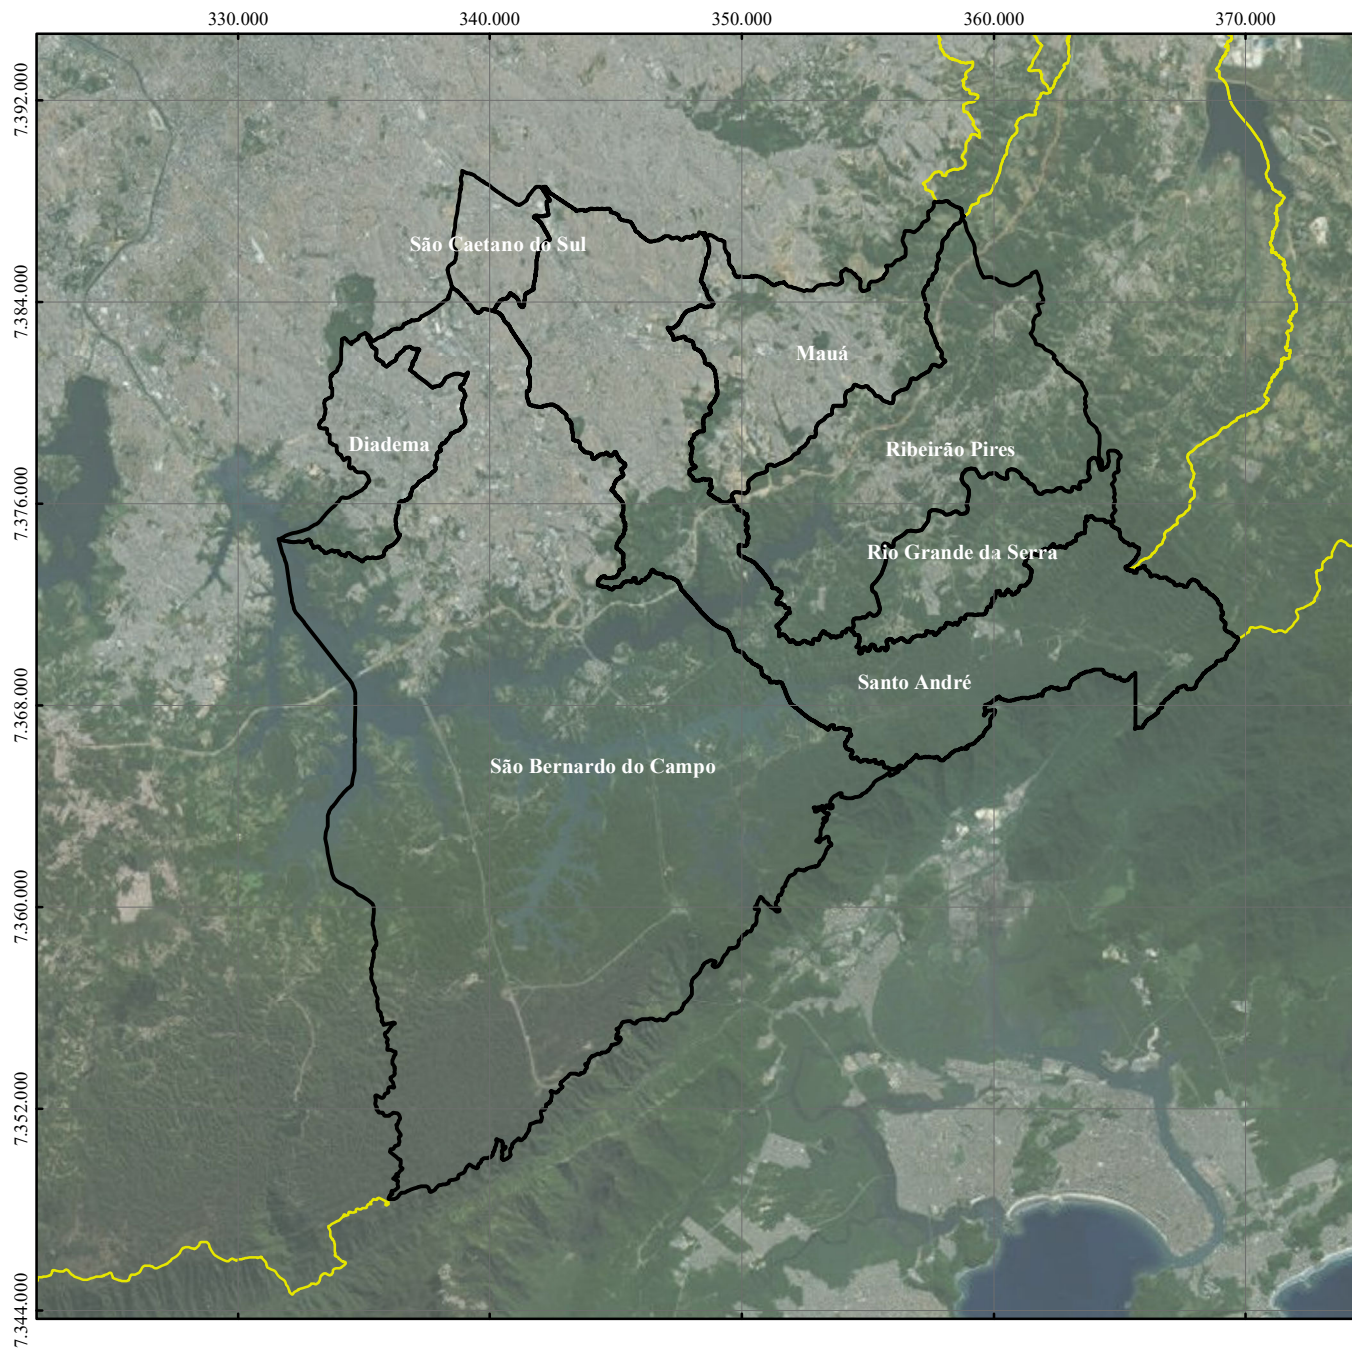 330.000 340.000 350.000 360.000 370.000
7.392.000
São Caetano do Sul
7.384.000
Mauá
Diadema
Ribeirão Pires
7.376.000
Rio Grande da Serra
Santo André
7.368.000
São Bernardo do Campo
7.360.000
7.352.000
7.344.000